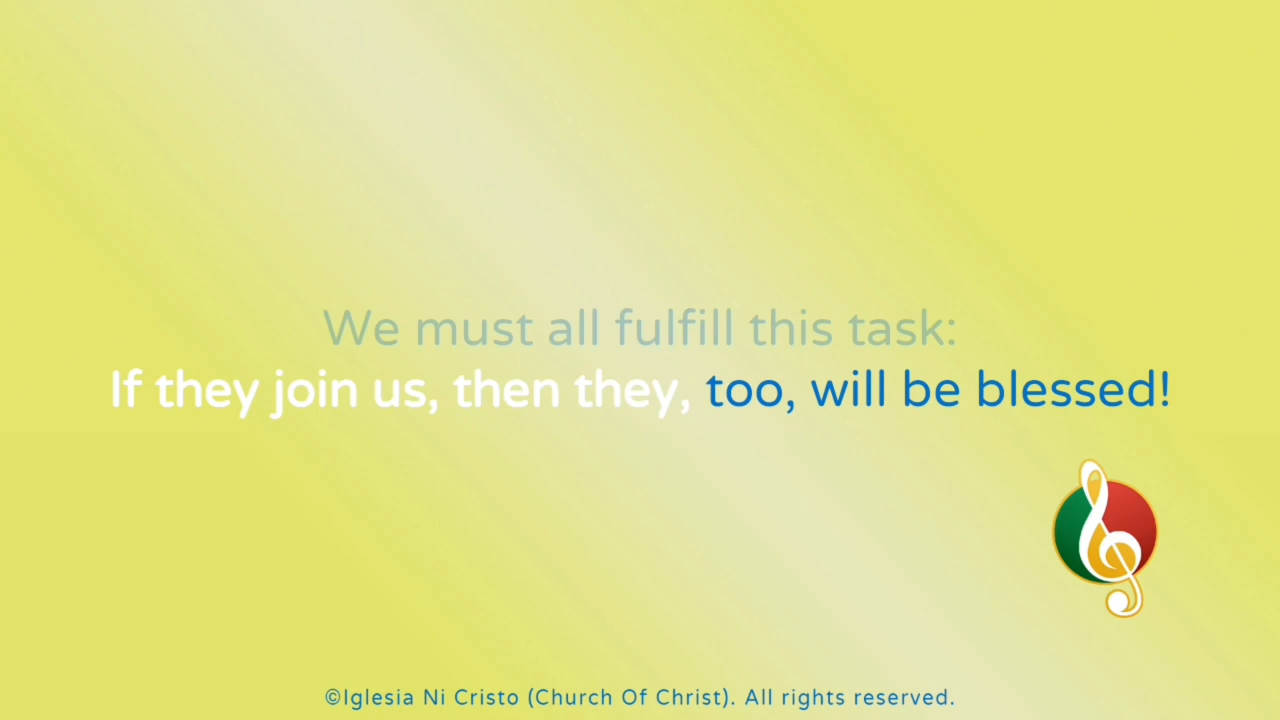 We must all fulfill this task:
If they join us, then they, too, will be blessed!
©Iglesia Ni Cristo (Church Of Christ). All rights reserved.